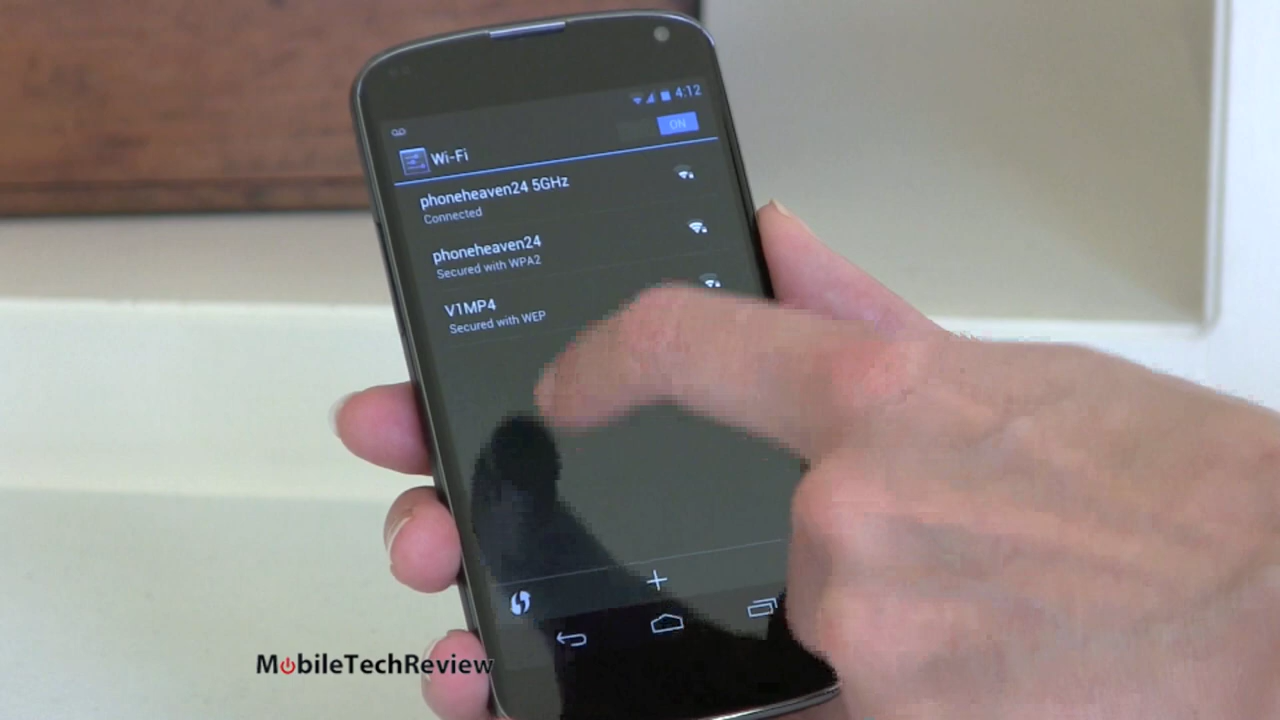 4:12
ON
Wi-Fi
phoneheaven24 5GHz
Connected
phoneheaven24
Secured with WPA2
V1MP4
Secured with WEP
MobileTechReview